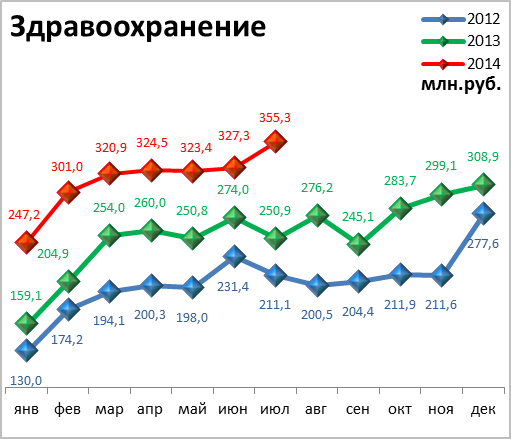 Здравоохранение
2012
2013
2014
млн.руб.
247,2 301,0 320,9 324,5 323,4 327,3 355,3
159,1 204,9 254,0 260,0 250,8 274,0 250,9 276,2 245,1 283,7 299,1 308,9
130,0 174,2 194,1 200,3 198,0 231,4 211,1 200,5 204,4 211,9 211,6 277,6
янв фев мар апр май июн июл авг сен окт ноя дек